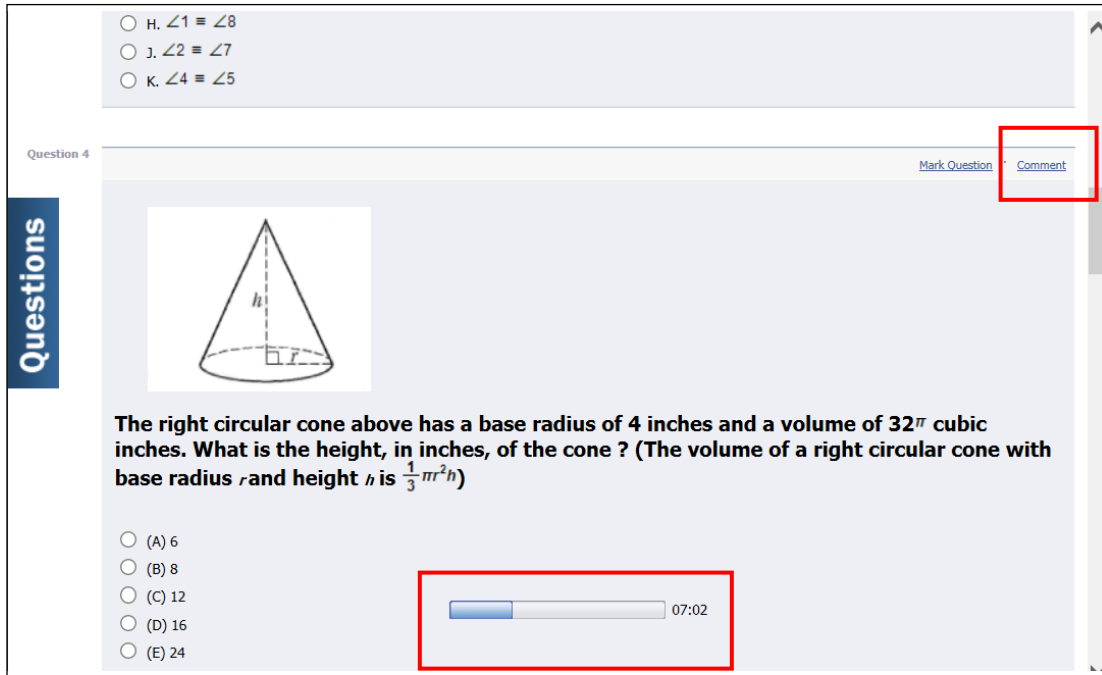 H. ∠1 ≡ ∠8
J. ∠2 ≡ ∠7
K. ∠4 ≡ ∠5
Question 4
Mark Question Comment
Questions
h
r
The right circular cone above has a base radius of 4 inches and a volume of 32π cubic
inches. What is the height, in inches, of the cone ? (The volume of a right circular cone with
base radius r and height h is 1/3 πr²h)
(A) 6
(B) 8
(C) 12
(D) 16
(E) 24
07:02